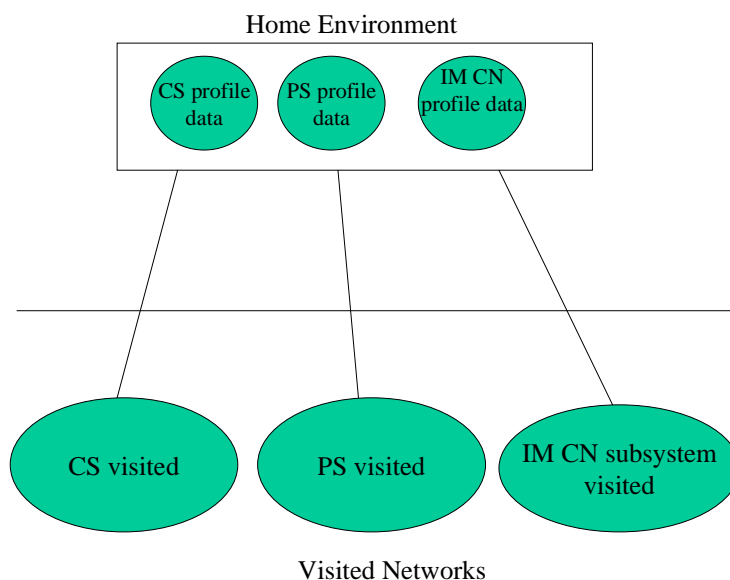 Home Environment
CS profile
data
PS profile
data
IM CN
profile data
CS visited
PS visited
IM CN subsystem
visited
Visited Networks